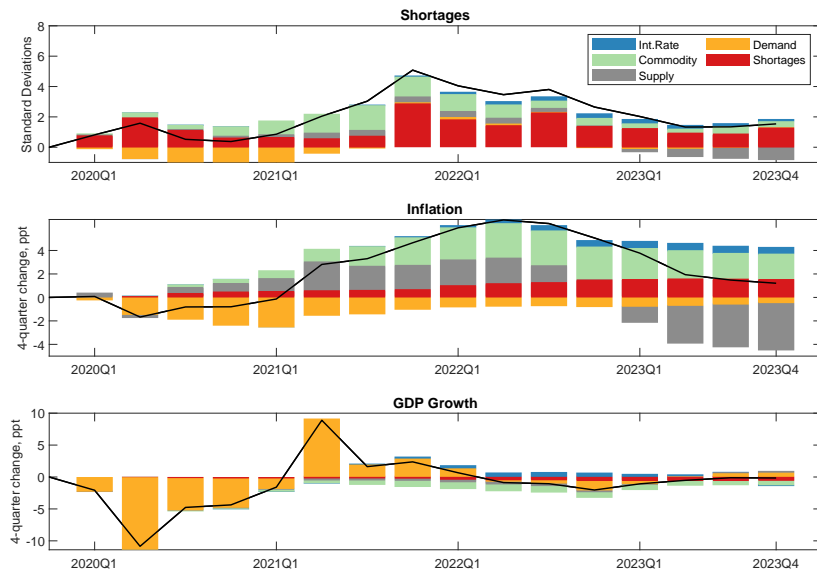 Shortages
8
6
4
2
0
Standard Deviations
Int.Rate
Commodity
Supply
Demand
Shortages
2020Q1
2021Q1
2022Q1
2023Q1
2023Q4
Inflation
4
2
0
-2
-4
4-quarter change, ppt
2020Q1
2021Q1
2022Q1
2023Q1
2023Q4
GDP Growth
10
5
0
-5
-10
4-quarter change, ppt
2020Q1
2021Q1
2022Q1
2023Q1
2023Q4